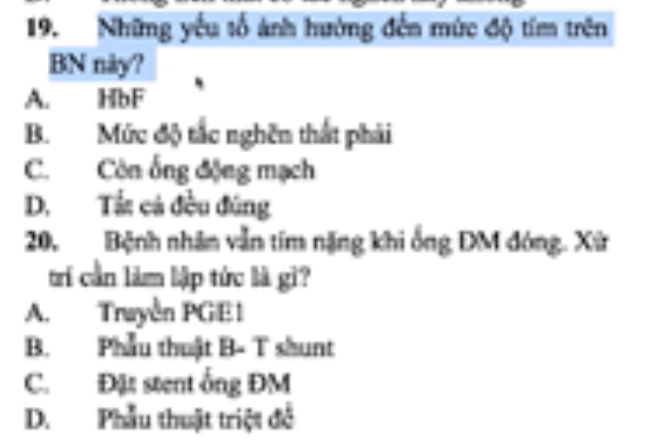 19. Những yếu tố ảnh hưởng đến mức độ tím trên
BN này?
A. HbF
B. Mức độ tắc nghẽn thất phải
C. Còn ống động mạch
D. Tất cả đều đúng
20. Bệnh nhân vẫn tím nặng khi ống DM đóng. Xử
trí cần làm lập tức là gì?
A. Truyền PGE1
B. Phẫu thuật B- T shunt
C. Đặt stent ống ĐM
D. Phẫu thuật triệt để